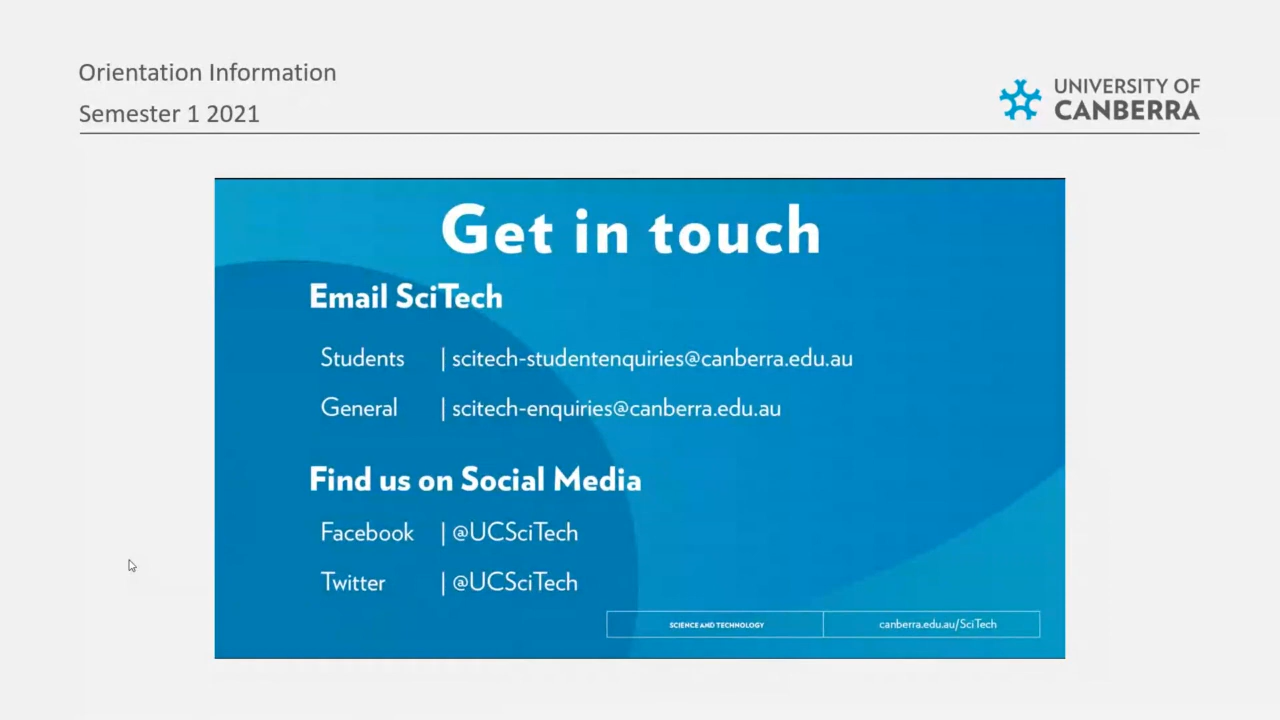 Orientation Information
Semester 1 2021
UNIVERSITY OF
CANBERRA
Get in touch
Email SciTech
Students | scitech-studentenquiries@canberra.edu.au
General | scitech-enquiries@canberra.edu.au
Find us on Social Media
Facebook | @UCSciTech
Twitter | @UCSciTech
SCIENCE AND TECHNOLOGY canberra.edu.au/SciTech